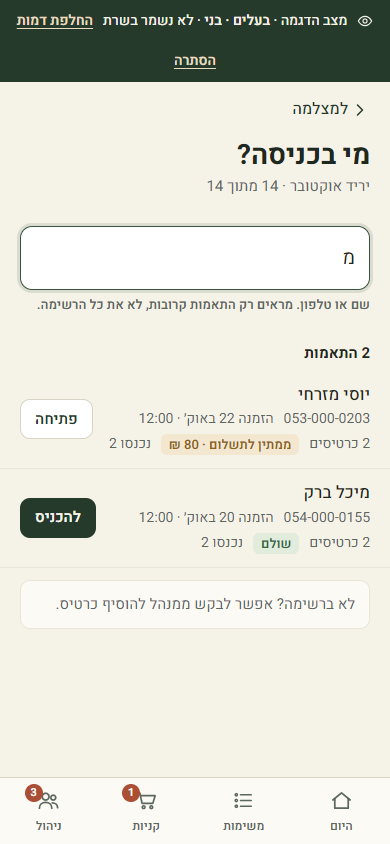 מצב הדגמה · בעלים · בני · לא נשמר בשרת החלפת דמות
הסתרה
למצלמה
מי בכניסה?
יריד אוקטובר · 14 מתוך 14
מ
שם או טלפון. מראים רק התאמות קרובות, לא את כל הרשימה.
2 התאמות
יוסי מזרחי
053-000-0203 הזמנה 22 באוק׳ · 12:00
2 כרטיסים ממתין לתשלום · 80 ₪ נכנסו 2
פתיחה
מיכל ברק
054-000-0155 הזמנה 20 באוק׳ · 12:00
2 כרטיסים שולם נכנסו 2
להכניס
לא ברשימה? אפשר לבקש ממנהל להוסיף כרטיס.
היום
משימות
1
קניות
3
ניהול